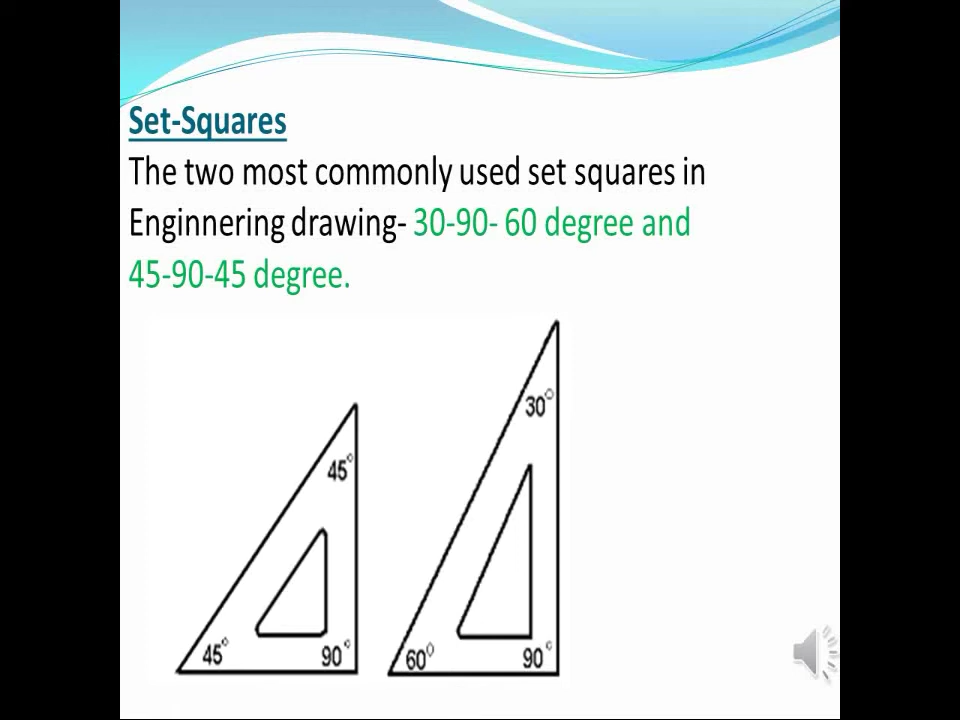 Set-Squares
The two most commonly used set squares in
Enginnering drawing- 30-90- 60 degree and
45-90-45 degree.
30°
45°
45°
90°
60°
90°